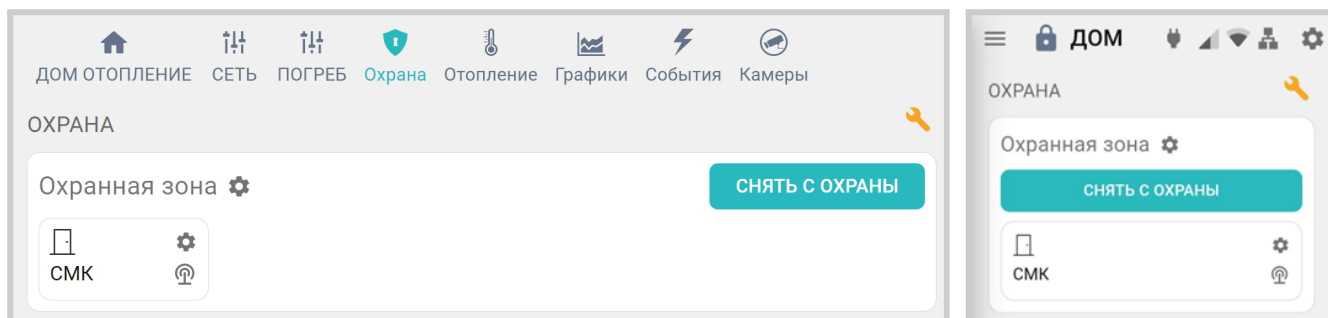 ДОМ ОТОПЛЕНИЕ СЕТЬ ПОГРЕБ Охрана Отопление Графики События Камеры
ОХРАНА
Охранная зона СНЯТЬ С ОХРАНЫ
СМК
ДОМ
ОХРАНА
Охранная зона
СНЯТЬ С ОХРАНЫ
СМК